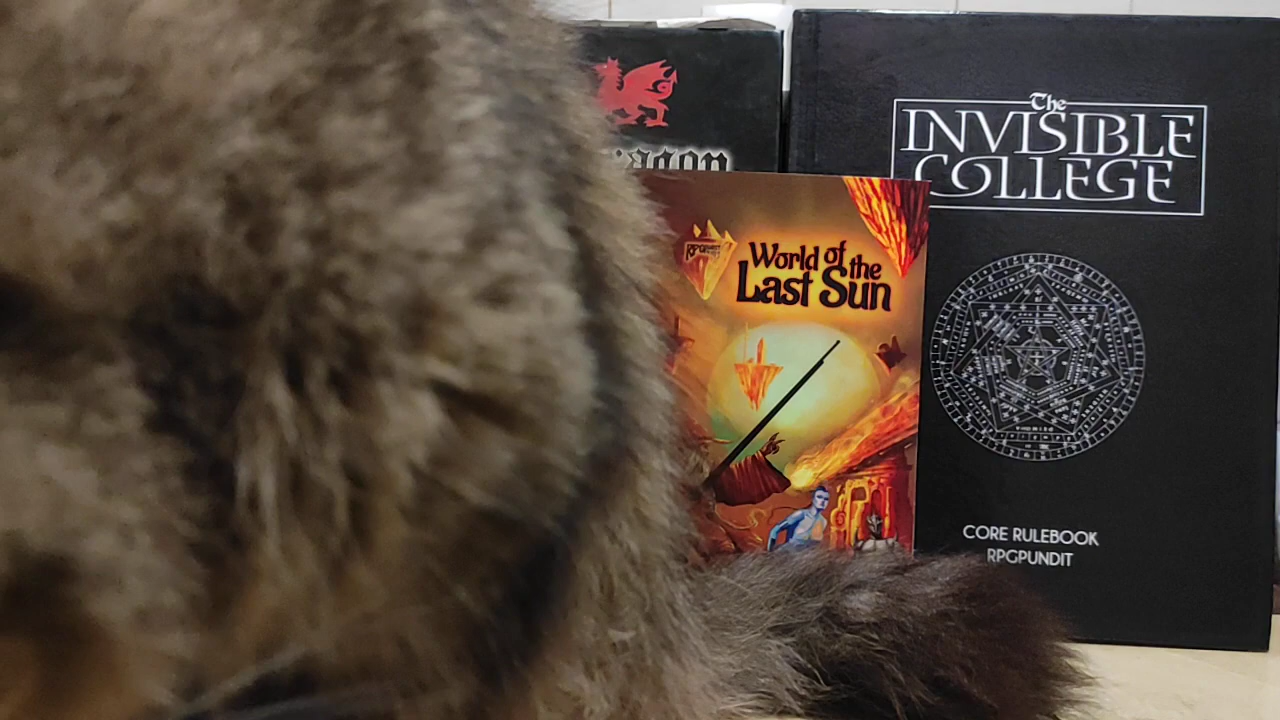 The
INVISIBLE
COLLEGE
World of the
Last Sun
CORE RULEBOOK
RPGPUNDIT